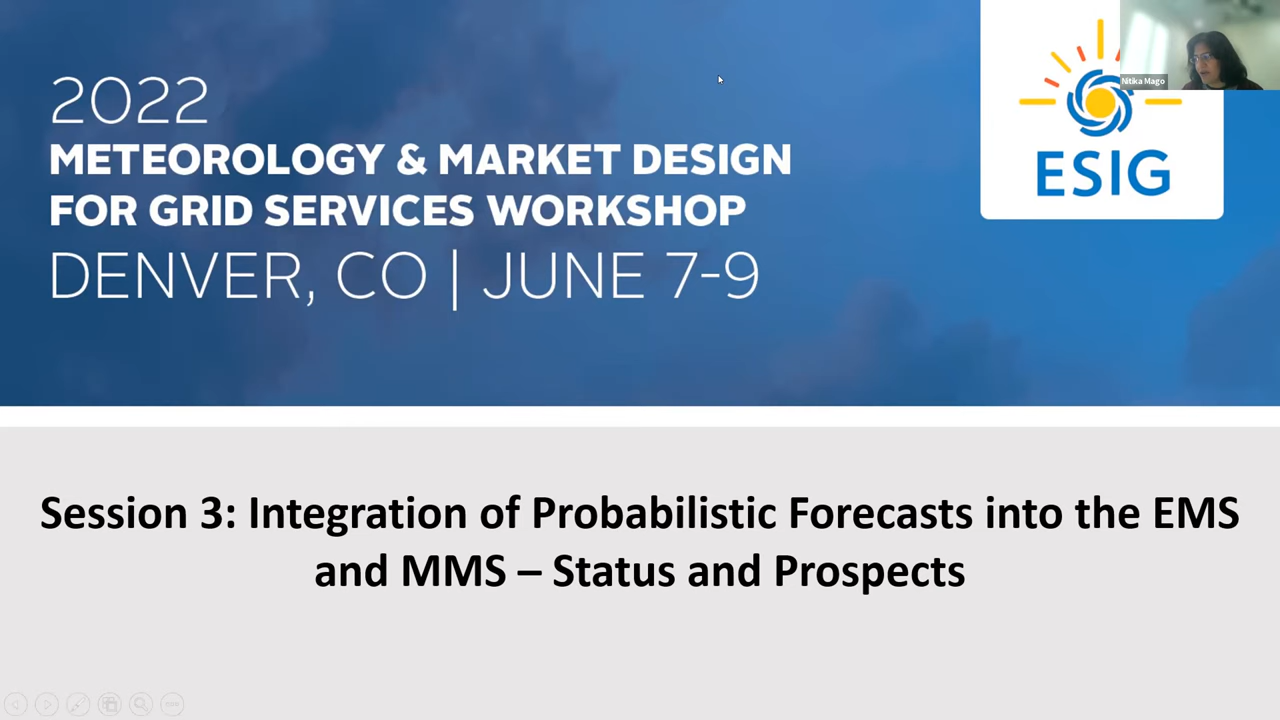 2022
METEOROLOGY & MARKET DESIGN
FOR GRID SERVICES WORKSHOP
DENVER, CO | JUNE 7-9
ESIG
Nitika Mago
Session 3: Integration of Probabilistic Forecasts into the EMS
and MMS – Status and Prospects